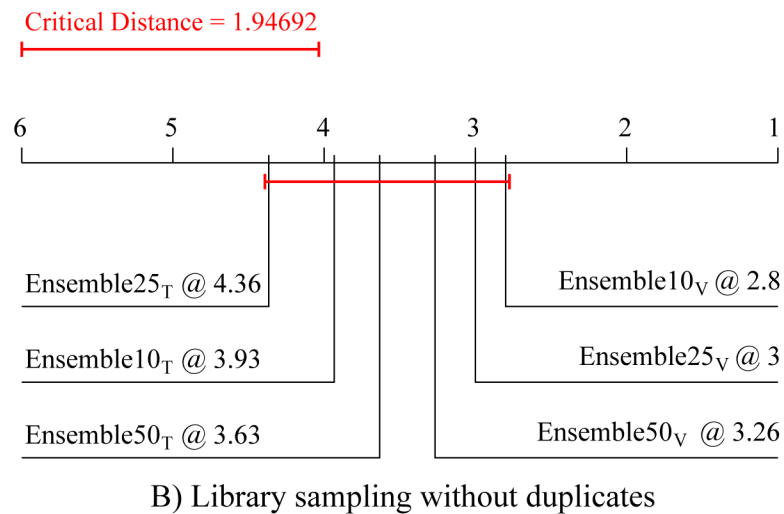 Critical Distance = 1.94692
6 5 4 3 2 1
Ensemble25T @ 4.36
Ensemble10V @ 2.8
Ensemble10T @ 3.93
Ensemble25V @ 3
Ensemble50T @ 3.63
Ensemble50V @ 3.26
B) Library sampling without duplicates